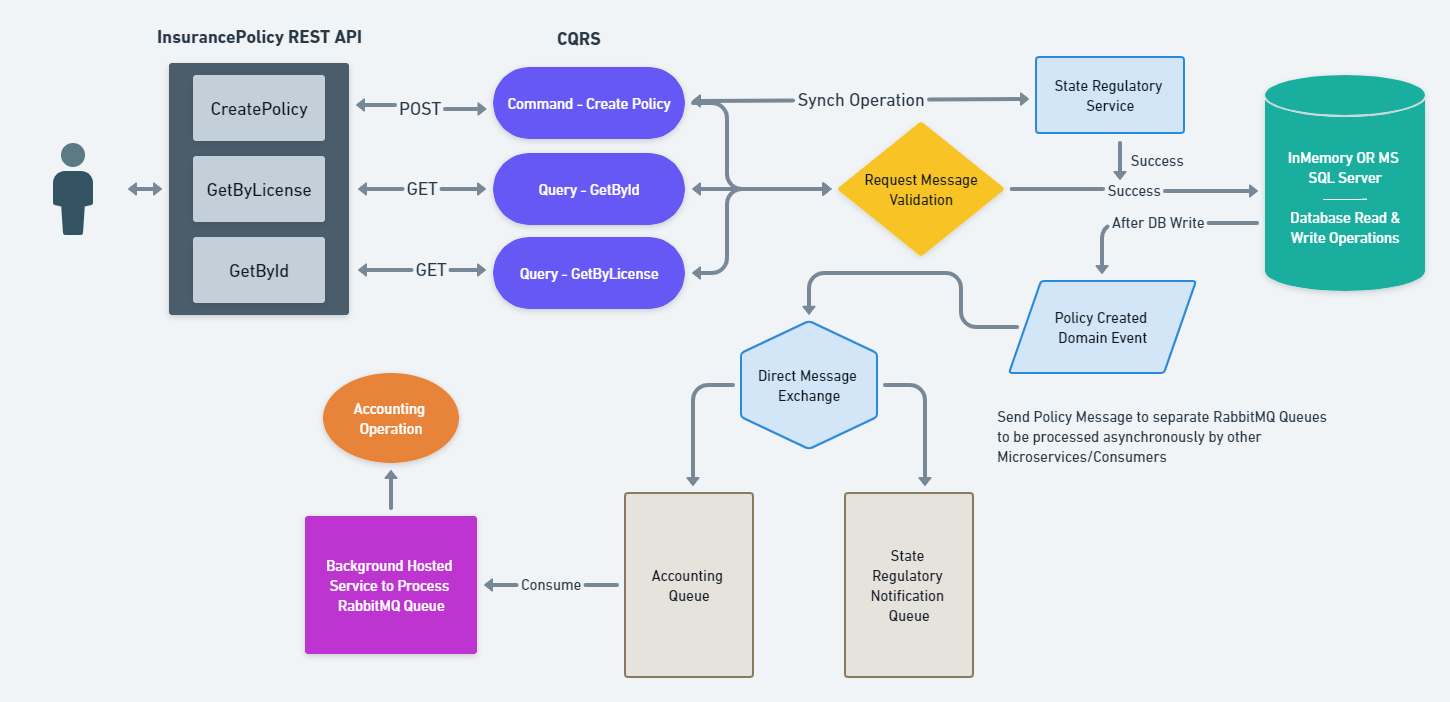 InsurancePolicy REST API
CQRS
CreatePolicy
POST
Command - Create Policy
Synch Operation
State Regulatory
Service
GetByLicense
GET
Query - GetById
Request Message
Validation
Success
Success
InMemory OR MS
SQL Server
Database Read &
Write Operations
After DB Write
GetById
GET
Query - GetByLicense
Policy Created
Domain Event
Direct Message
Exchange
Send Policy Message to separate RabbitMQ Queues
to be processed asynchronously by other
Microservices/Consumers
Accounting
Operation
Background Hosted
Service to Process
RabbitMQ Queue
Consume
Accounting
Queue
State
Regulatory
Notification
Queue